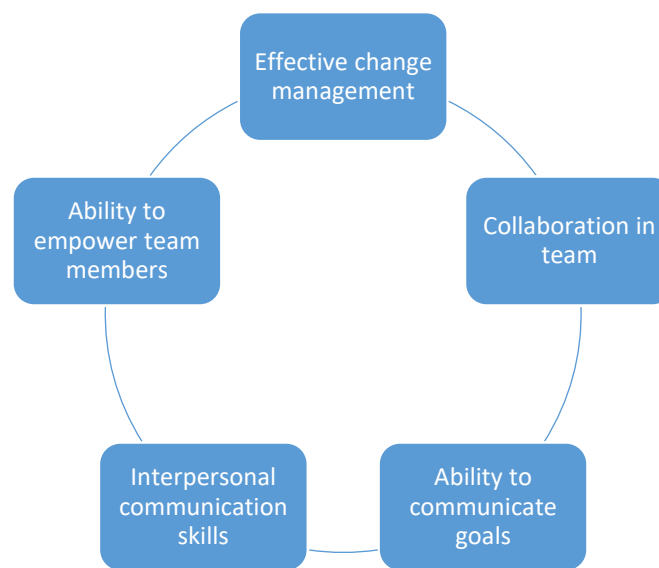 Effective change
management
Collaboration in
team
Ability to
communicate
goals
Interpersonal
communication
skills
Ability to
empower team
members